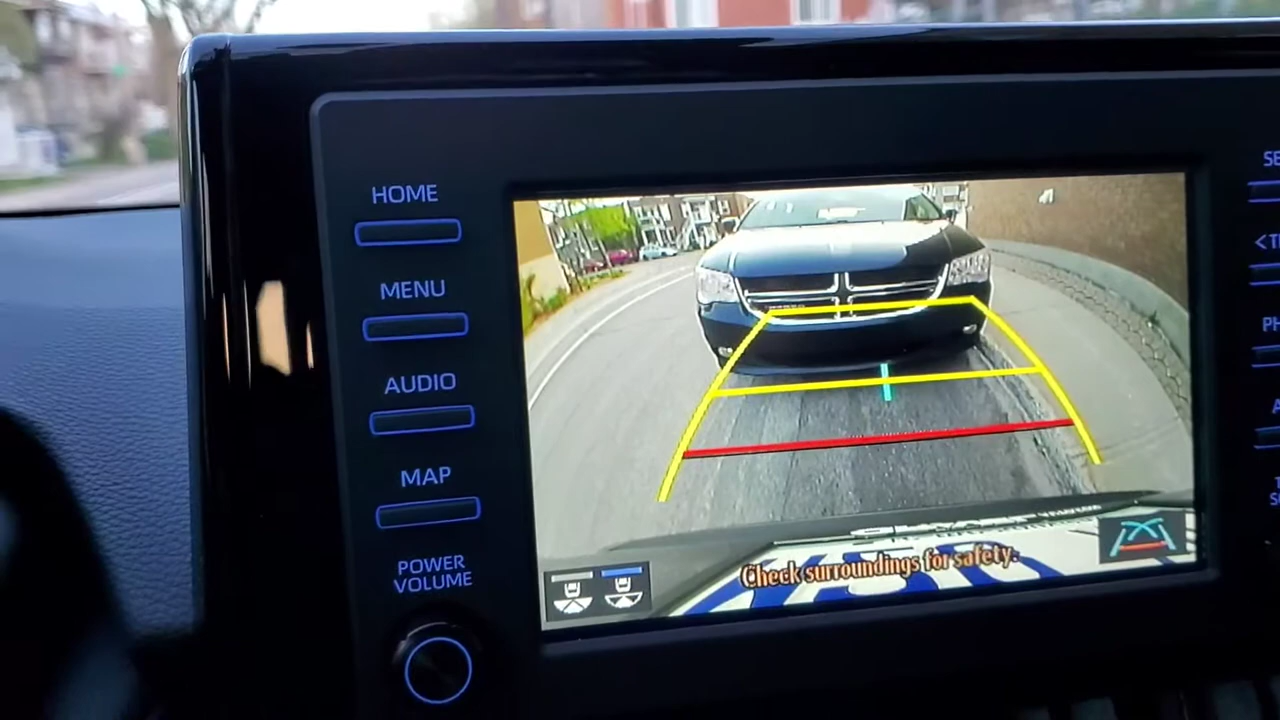 HOME
MENU
AUDIO
MAP
POWER
VOLUME
Check surroundings for safety.